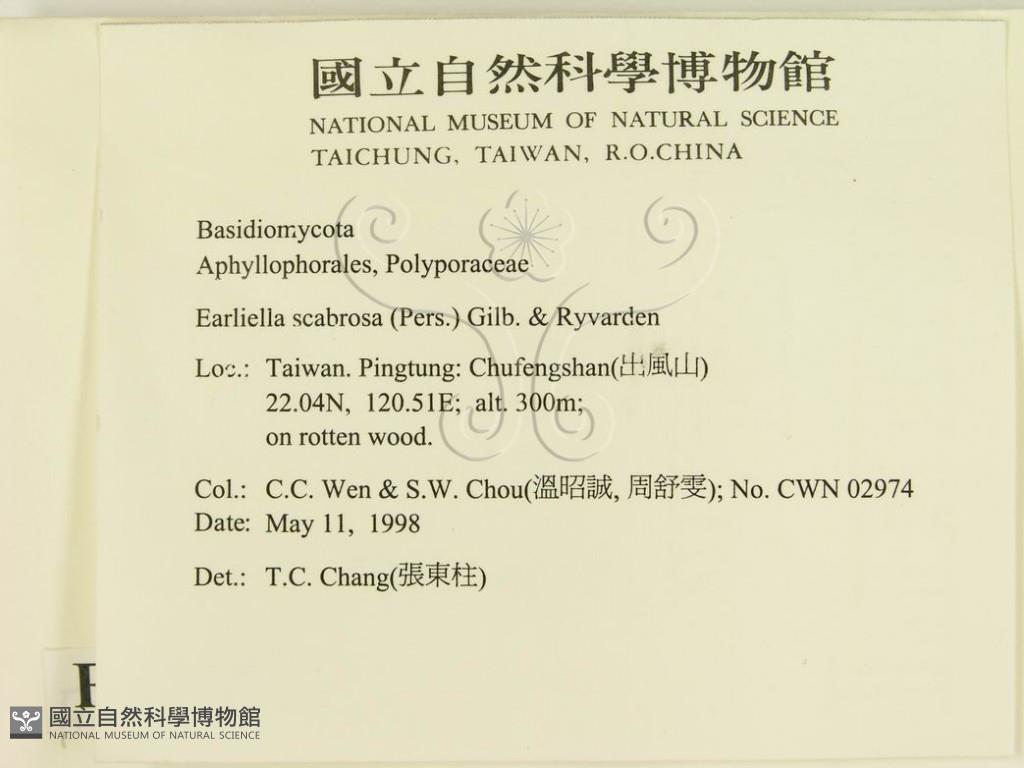 國立自然科學博物館
NATIONAL MUSEUM OF NATURAL SCIENCE
TAICHUNG, TAIWAN, R.O.CHINA
Basidiomycota
Aphyllophorales, Polyporaceae
Earliella scabrosa (Pers.) Gilb. & Ryvarden
Loc.: Taiwan. Pingtung: Chufengshan(出風山)
22.04N, 120.51E; alt. 300m;
on rotten wood.
Col.: C.C. Wen & S.W. Chou(溫昭誠, 周舒雯); No. CWN 02974
Date: May 11, 1998
Det.: T.C. Chang(張東柱)
國立自然科學博物館
NATIONAL MUSEUM OF NATURAL SCIENCE